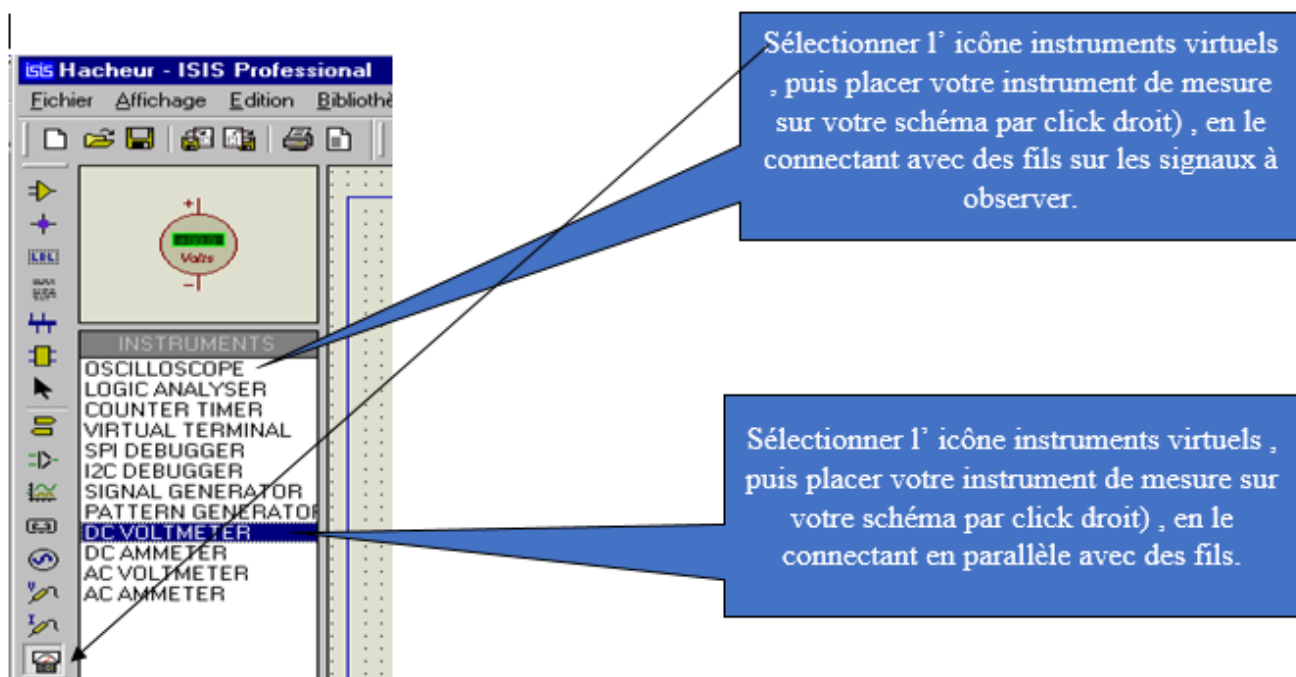 isis Hacheur - ISIS Professional
Fichier Affichage Edition Biblioth
Sélectionner l’ icône instruments virtuels
, puis placer votre instrument de mesure
sur votre schéma par click droit) , en le
connectant avec des fils sur les signaux à
observer.
LBL
+
Volts
-
INSTRUMENTS
OSCILLOSCOPE
LOGIC ANALYSER
COUNTER TIMER
VIRTUAL TERMINAL
SPI DEBUGGER
I2C DEBUGGER
SIGNAL GENERATOR
PATTERN GENERATO
DC VOLTMETER
DC AMMETER
AC VOLTMETER
AC AMMETER
V
I
Sélectionner l’ icône instruments virtuels ,
puis placer votre instrument de mesure sur
votre schéma par click droit) , en le
connectant en parallèle avec des fils.